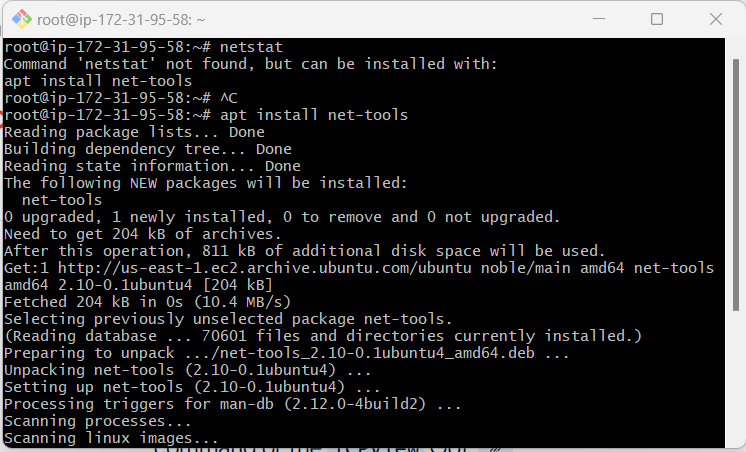 root@ip-172-31-95-58: ~
root@ip-172-31-95-58:~# netstat
Command 'netstat' not found, but can be installed with:
apt install net-tools
root@ip-172-31-95-58:~# ^C
root@ip-172-31-95-58:~# apt install net-tools
Reading package lists... Done
Building dependency tree... Done
Reading state information... Done
The following NEW packages will be installed:
  net-tools
0 upgraded, 1 newly installed, 0 to remove and 0 not upgraded.
Need to get 204 kB of archives.
After this operation, 811 kB of additional disk space will be used.
Get:1 http://us-east-1.ec2.archive.ubuntu.com/ubuntu noble/main amd64 net-tools
amd64 2.10-0.1ubuntu4 [204 kB]
Fetched 204 kB in 0s (10.4 MB/s)
Selecting previously unselected package net-tools.
(Reading database ... 70601 files and directories currently installed.)
Preparing to unpack .../net-tools_2.10-0.1ubuntu4_amd64.deb ...
Unpacking net-tools (2.10-0.1ubuntu4) ...
Setting up net-tools (2.10-0.1ubuntu4) ...
Processing triggers for man-db (2.12.0-4build2) ...
Scanning processes...
Scanning linux images...